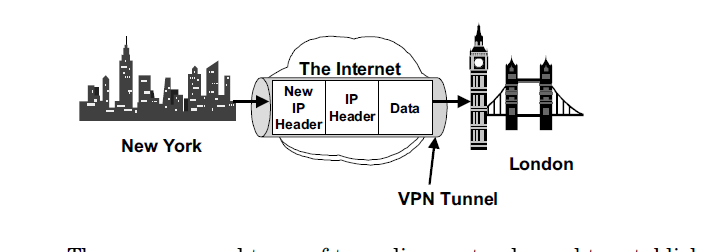 The Internet
New
IP
Header
IP
Header
Data
New York
London
VPN Tunnel